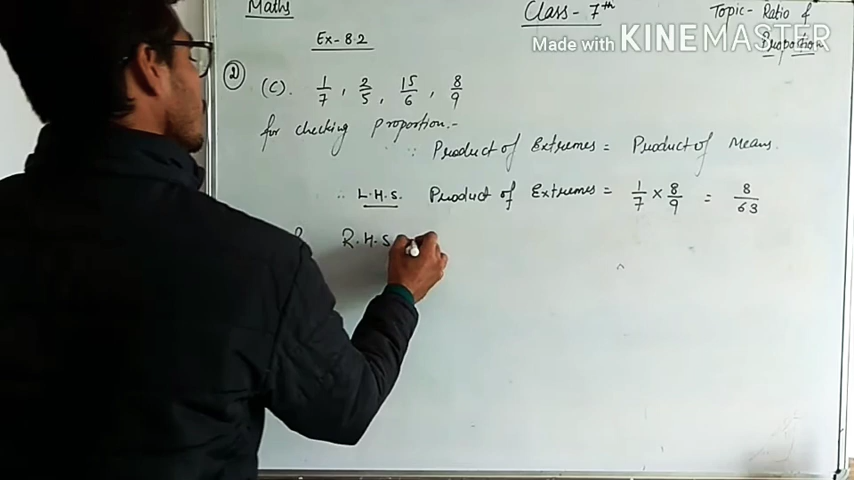 Maths
Class - 7th
Topic - Ratio &
Proportion
Made with KINEMASTER
Ex - 8.2
2 (C). 1/7, 2/5, 15/6, 8/9
for checking proportion.-
∵ Product of Extremes = Product of Means.
∴ L.H.S. Product of Extremes = 1/7 × 8/9 = 8/63
R.H.S